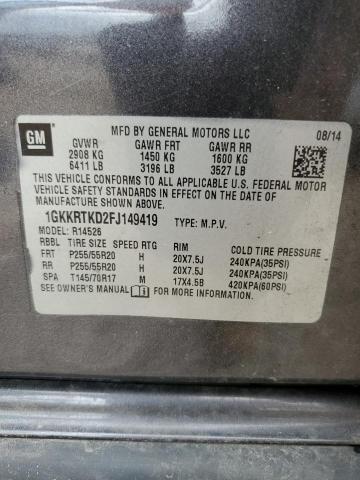 GM
MFD BY GENERAL MOTORS LLC 08/14
GVWR GAWR FRT GAWR RR
2908 KG 1450 KG 1600 KG
6411 LB 3196 LB 3527 LB
THIS VEHICLE CONFORMS TO ALL APPLICABLE U.S. FEDERAL MOTOR
VEHICLE SAFETY STANDARDS IN EFFECT ON THE DATE OF
MANUFACTURE SHOWN ABOVE.
1GKKRTKD2FJ149419 TYPE: M.P.V.
R14526
RBBL TIRE SIZE SPEED RTG RIM COLD TIRE PRESSURE
FRT P255/55R20 H 20X7.5J 240KPA(35PSI)
RR P255/55R20 H 20X7.5J 240KPA(35PSI)
SPA T145/70R17 M 17X4.5B 420KPA(60PSI)
SEE OWNER'S MANUAL FOR MORE INFORMATION.